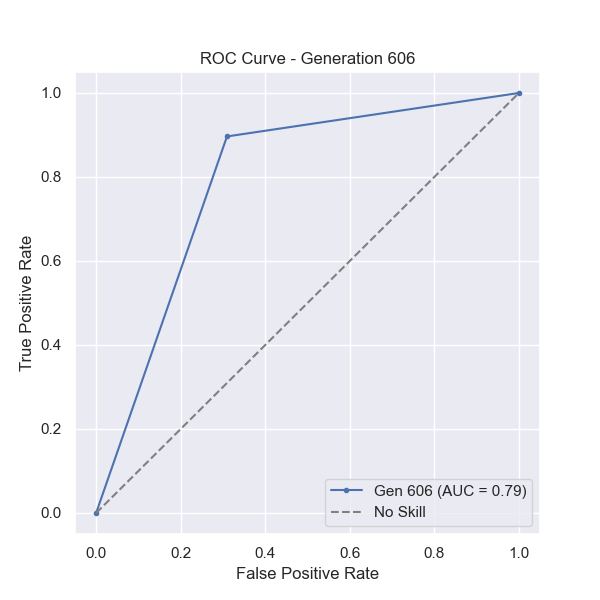 ROC Curve - Generation 606
True Positive Rate
1.0
0.8
0.6
0.4
0.2
0.0
0.0 0.2 0.4 0.6 0.8 1.0
False Positive Rate
Gen 606 (AUC = 0.79)
No Skill